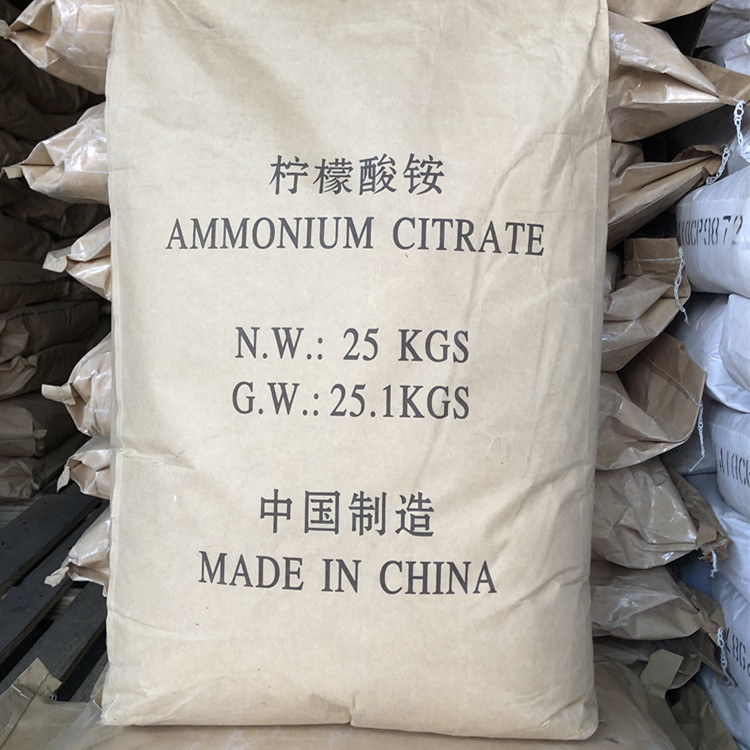 柠檬酸铵
AMMONIUM CITRATE
N.W.: 25 KGS
G.W.: 25.1KGS
中国制造
MADE IN CHINA